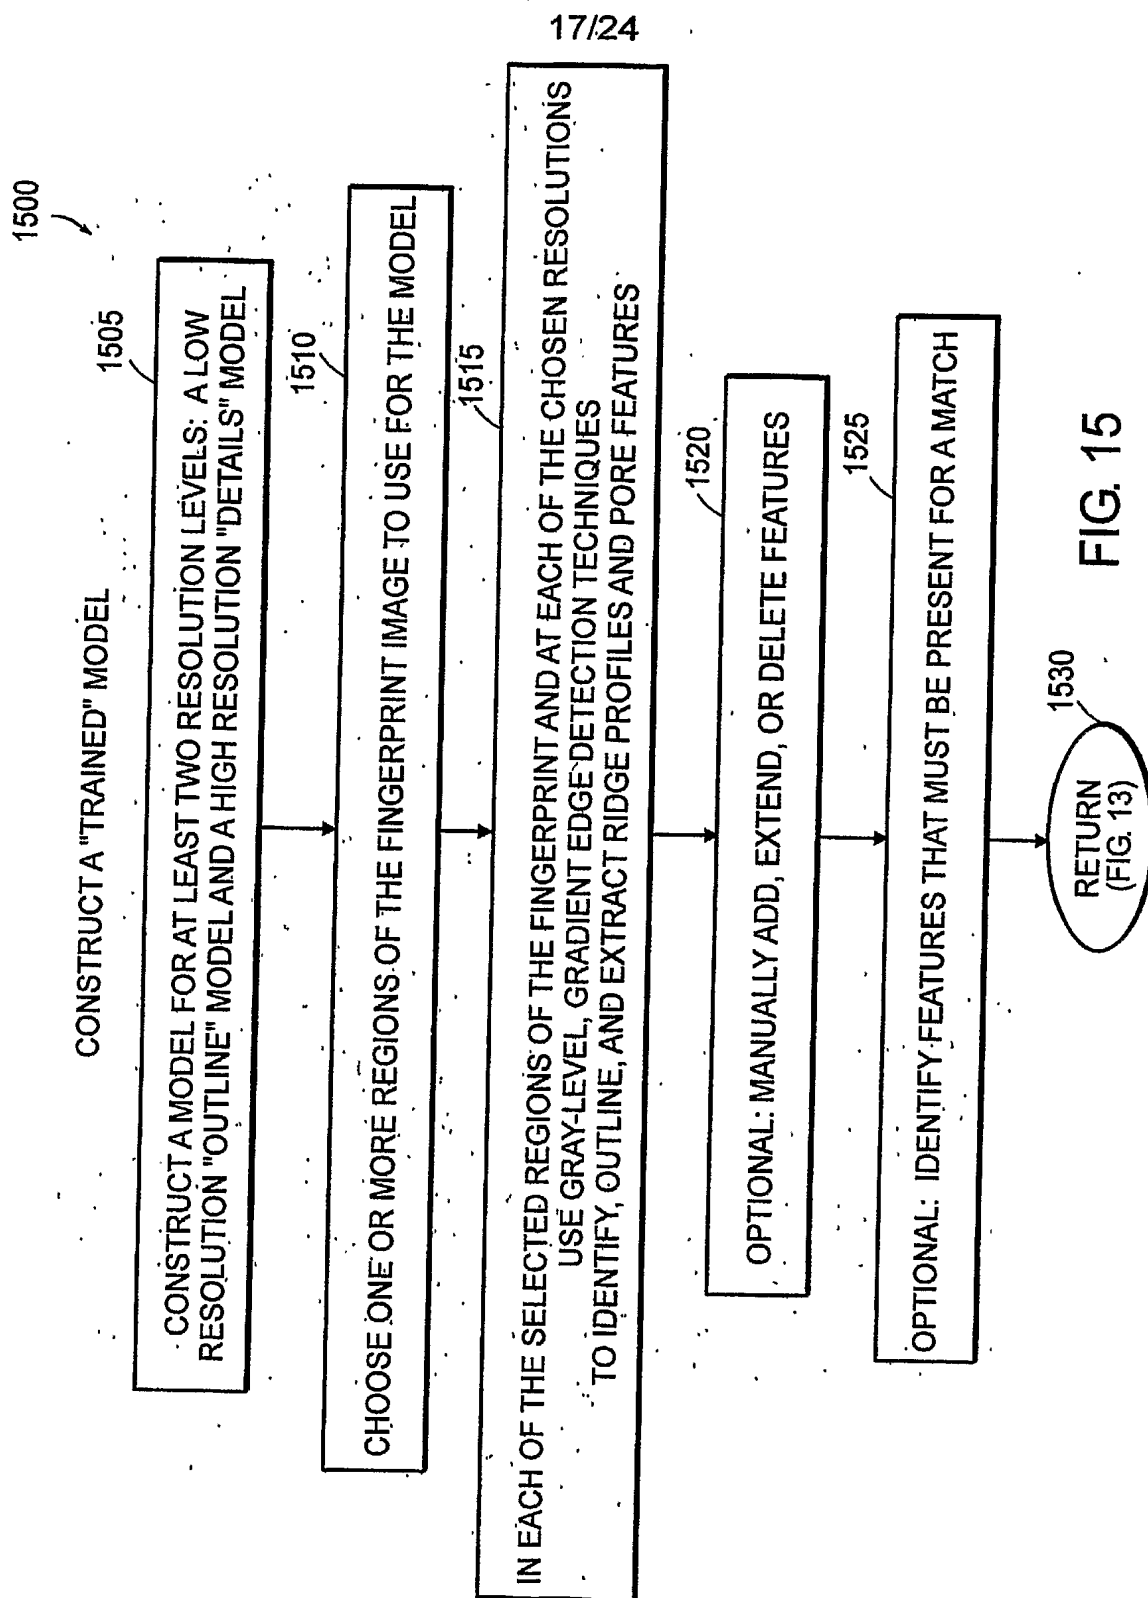 17/24
CONSTRUCT A "TRAINED" MODEL
1500
1505
CONSTRUCT A MODEL FOR AT LEAST TWO RESOLUTION LEVELS: A LOW
RESOLUTION "OUTLINE" MODEL AND A HIGH RESOLUTION "DETAILS" MODEL
1510
CHOOSE ONE OR MORE REGIONS OF THE FINGERPRINT IMAGE TO USE FOR THE MODEL
1515
IN EACH OF THE SELECTED REGIONS OF THE FINGERPRINT AND AT EACH OF THE CHOSEN RESOLUTIONS
USE GRAY-LEVEL, GRADIENT EDGE DETECTION TECHNIQUES
TO IDENTIFY, OUTLINE, AND EXTRACT RIDGE PROFILES AND PORE FEATURES
1520
OPTIONAL: MANUALLY ADD, EXTEND, OR DELETE FEATURES
1525
OPTIONAL: IDENTIFY FEATURES THAT MUST BE PRESENT FOR A MATCH
1530
RETURN
(FIG. 13)
FIG. 15